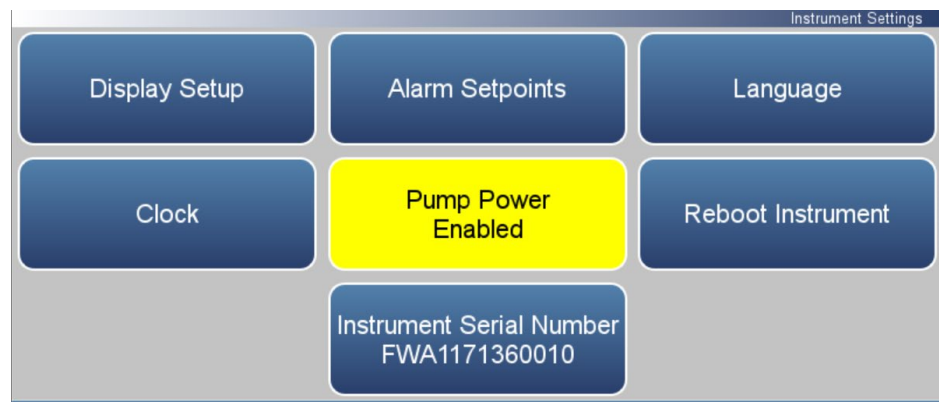 Instrument Settings
Display Setup
Alarm Setpoints
Language
Clock
Pump Power
Enabled
Reboot Instrument
Instrument Serial Number
FWA1171360010